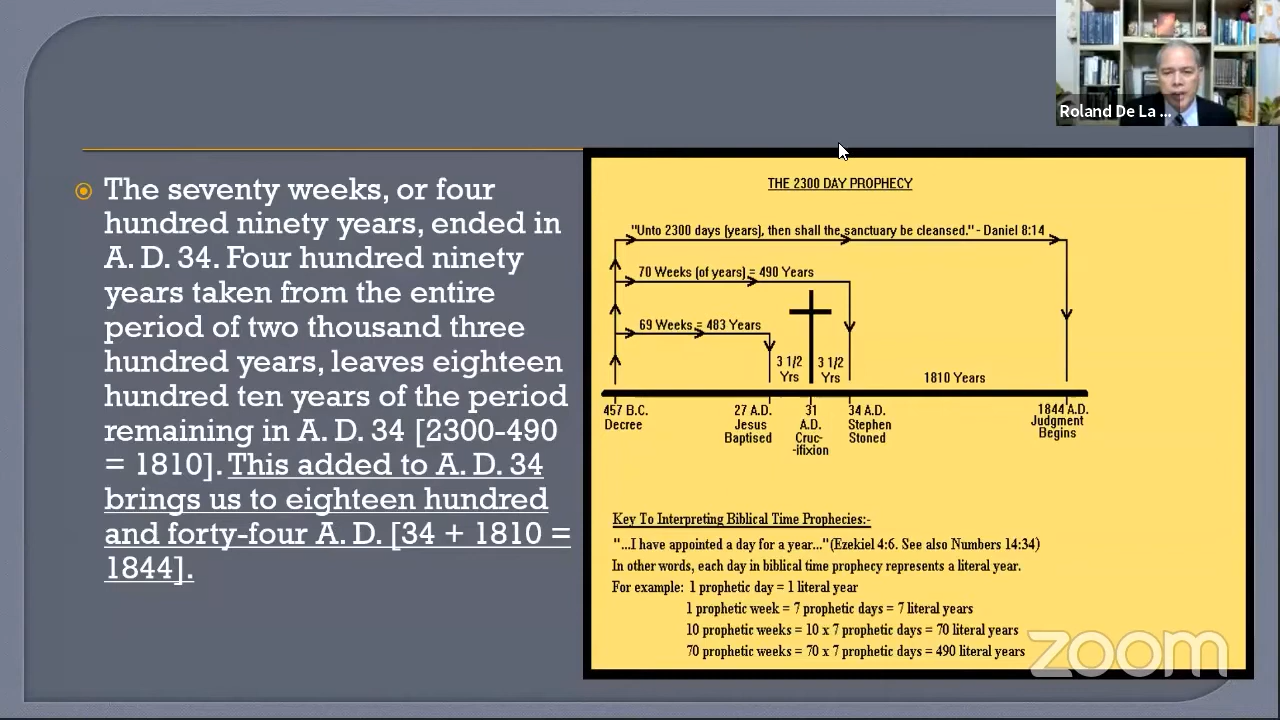 Roland De La ...
The seventy weeks, or four
hundred ninety years, ended in
A. D. 34. Four hundred ninety
years taken from the entire
period of two thousand three
hundred years, leaves eighteen
hundred ten years of the period
remaining in A. D. 34 [2300-490
= 1810]. This added to A. D. 34
brings us to eighteen hundred
and forty-four A. D. [34 + 1810 =
1844].
THE 2300 DAY PROPHECY
"Unto 2300 days (years), then shall the sanctuary be cleansed." - Daniel 8:14
70 Weeks (of years) = 490 Years
69 Weeks = 483 Years
3 1/2
Yrs
3 1/2
Yrs
1810 Years
457 B.C.
Decree
27 A.D.
Jesus
Baptised
31
A.D.
Cruc-
-ifixion
34 A.D.
Stephen
Stoned
1844 A.D.
Judgment
Begins
Key To Interpreting Biblical Time Prophecies:-
"...I have appointed a day for a year..."(Ezekiel 4:6. See also Numbers 14:34)
In other words, each day in biblical time prophecy represents a literal year.
For example: 1 prophetic day = 1 literal year
1 prophetic week = 7 prophetic days = 7 literal years
10 prophetic weeks = 10 x 7 prophetic days = 70 literal years
70 prophetic weeks = 70 x 7 prophetic days = 490 literal years
zoom